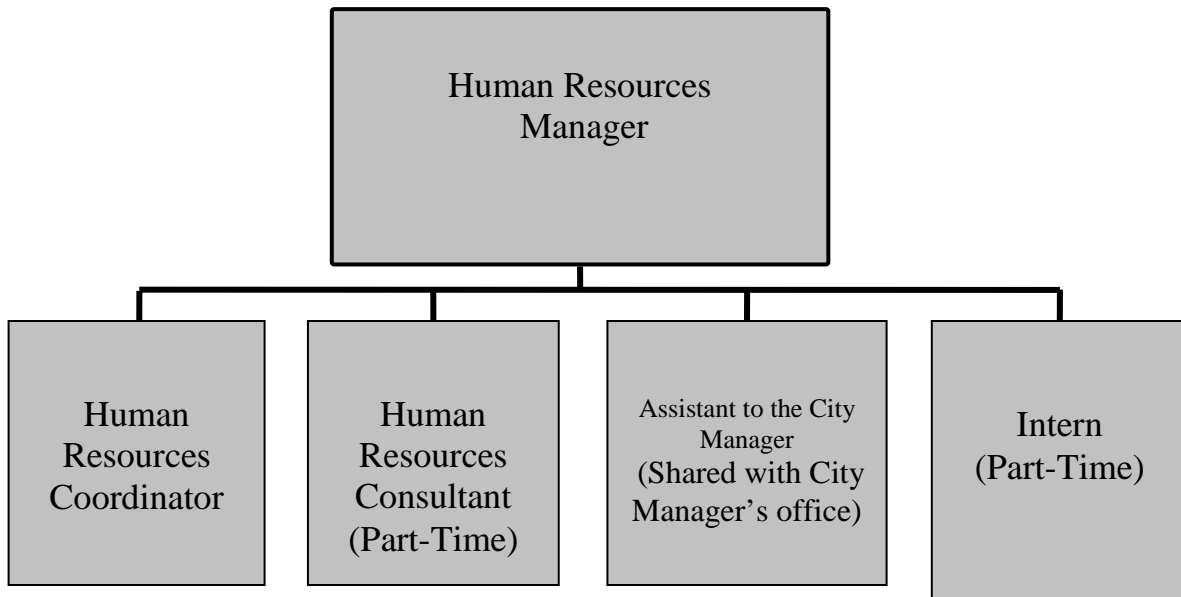 Human Resources
Manager
Human
Resources
Coordinator
Human
Resources
Consultant
(Part-Time)
Assistant to the City
Manager
(Shared with City
Manager’s office)
Intern
(Part-Time)